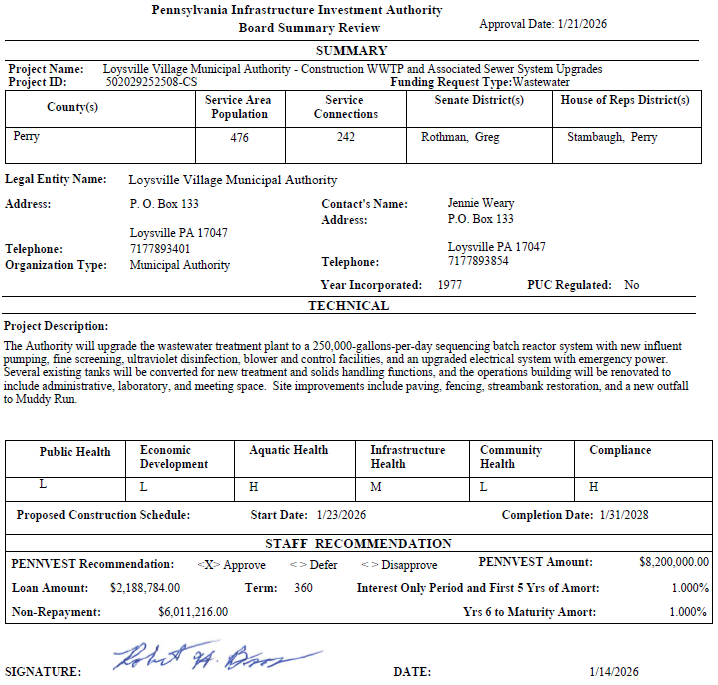 Pennsylvania Infrastructure Investment Authority
Board Summary Review
Approval Date: 1/21/2026
SUMMARY
Project Name: Loysville Village Municipal Authority - Construction WWTP and Associated Sewer System Upgrades
Project ID: 502029252508-CS Funding Request Type:Wastewater
County(s) Service Area Population Service Connections Senate District(s) House of Reps District(s)
Perry 476 242 Rothman, Greg Stambaugh, Perry
Legal Entity Name: Loysville Village Municipal Authority
Address: P. O. Box 133 Contact's Name: Jennie Weary
Address: P.O. Box 133
Loysville PA 17047 Loysville PA 17047
Telephone: 7177893401
Organization Type: Municipal Authority Telephone: 7177893854
Year Incorporated: 1977 PUC Regulated: No
TECHNICAL
Project Description:
The Authority will upgrade the wastewater treatment plant to a 250,000-gallons-per-day sequencing batch reactor system with new influent
pumping, fine screening, ultraviolet disinfection, blower and control facilities, and an upgraded electrical system with emergency power.
Several existing tanks will be converted for new treatment and solids handling functions, and the operations building will be renovated to
include administrative, laboratory, and meeting space. Site improvements include paving, fencing, streambank restoration, and a new outfall
to Muddy Run.
Public Health Economic Development Aquatic Health Infrastructure Health Community Health Compliance
L L H M L H
Proposed Construction Schedule: Start Date: 1/23/2026 Completion Date: 1/31/2028
STAFF RECOMMENDATION
PENNVEST Recommendation: <X> Approve < > Defer < > Disapprove PENNVEST Amount: $8,200,000.00
Loan Amount: $2,188,784.00 Term: 360 Interest Only Period and First 5 Yrs of Amort: 1.000%
Non-Repayment: $6,011,216.00 Yrs 6 to Maturity Amort: 1.000%
SIGNATURE: DATE: 1/14/2026